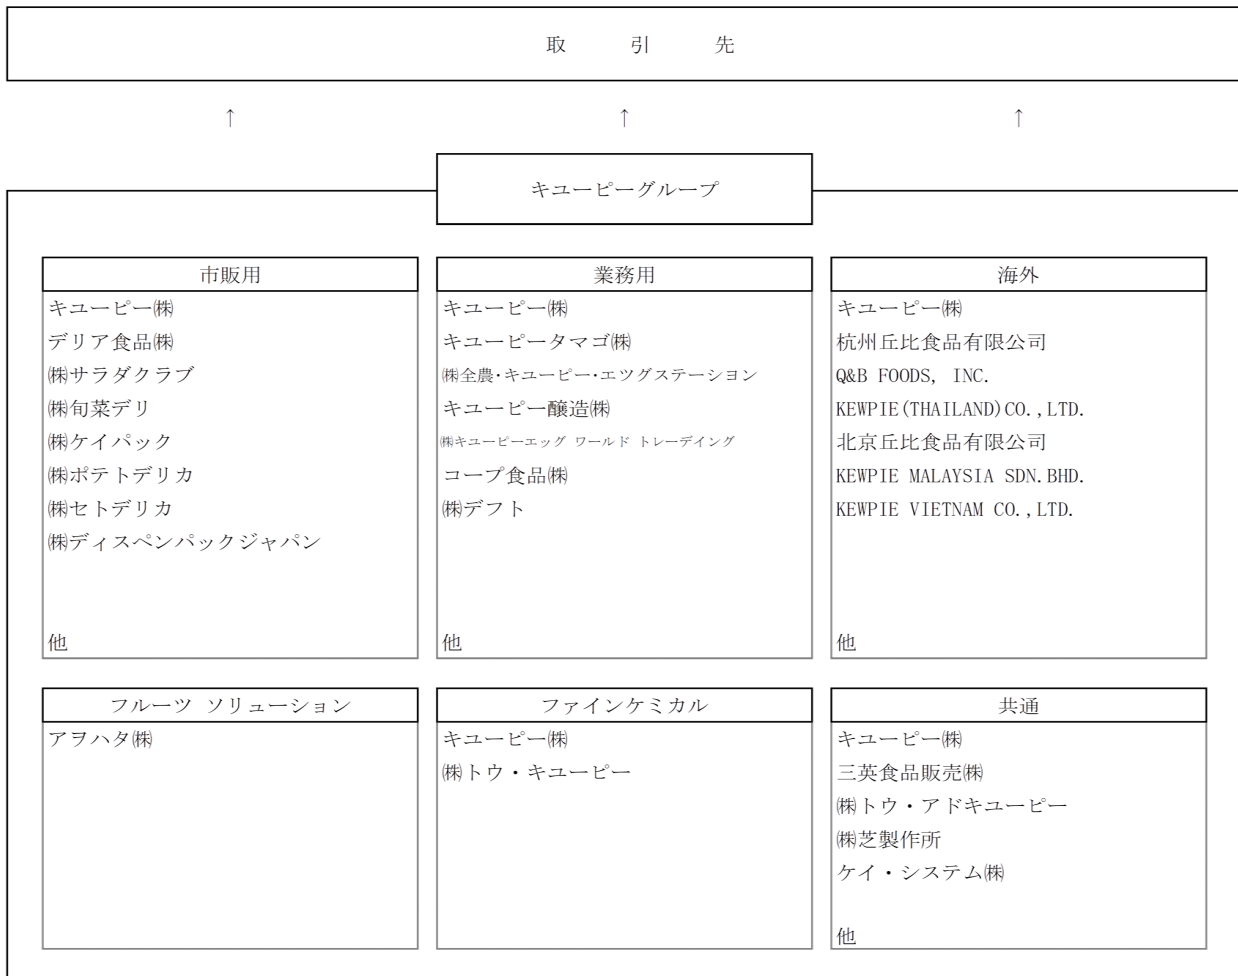 取　引　先
↑　↑　↑
キユーピーグループ
市販用
キユーピー㈱
デリア食品㈱
㈱サラダクラブ
㈱旬菜デリ
㈱ケイパック
㈱ポテトデリカ
㈱セトデリカ
㈱ディスペンパックジャパン
他
業務用
キユーピー㈱
キユーピータマゴ㈱
㈱全農・キユーピー・エツグステーション
キユーピー醸造㈱
㈱キユーピーエッグ ワールド トレーデイング
コープ食品㈱
㈱デフト
他
海外
キユーピー㈱
杭州丘比食品有限公司
Q&B FOODS, INC.
KEWPIE(THAILAND)CO.,LTD.
北京丘比食品有限公司
KEWPIE MALAYSIA SDN.BHD.
KEWPIE VIETNAM CO.,LTD.
他
フルーツ ソリューション
アヲハタ㈱
ファインケミカル
キユーピー㈱
㈱トウ・キユーピー
共通
キユーピー㈱
三英食品販売㈱
㈱トウ・アドキユーピー
㈱芝製作所
ケイ・システム㈱
他